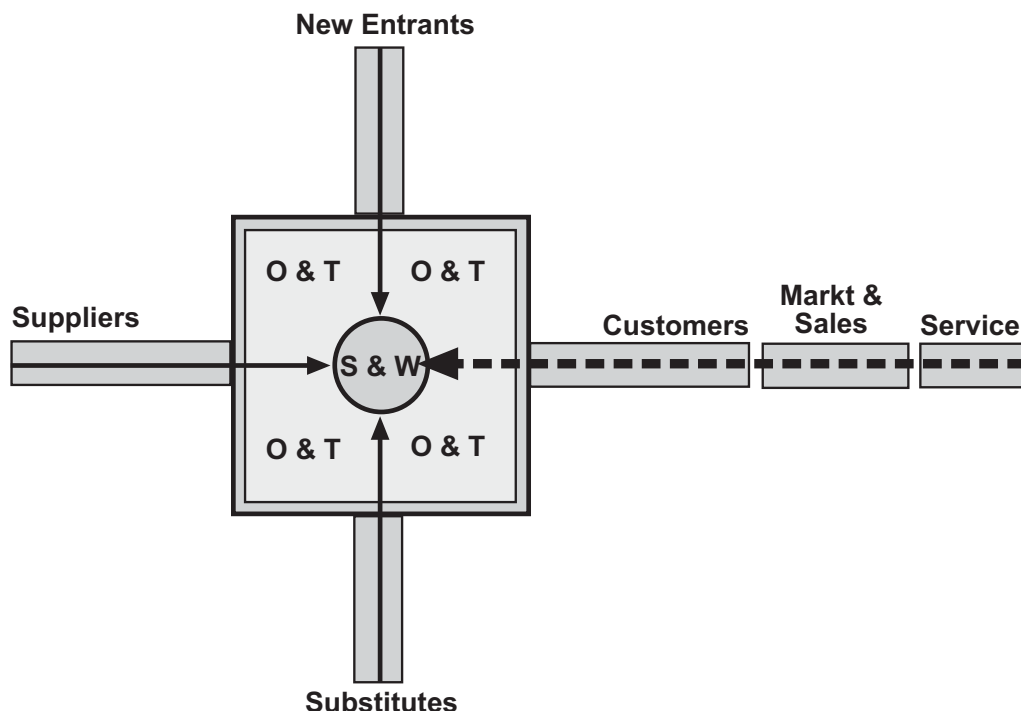 New Entrants
O & T
O & T
Suppliers
S & W
Customers
Markt &
Sales
Service
O & T
O & T
Substitutes